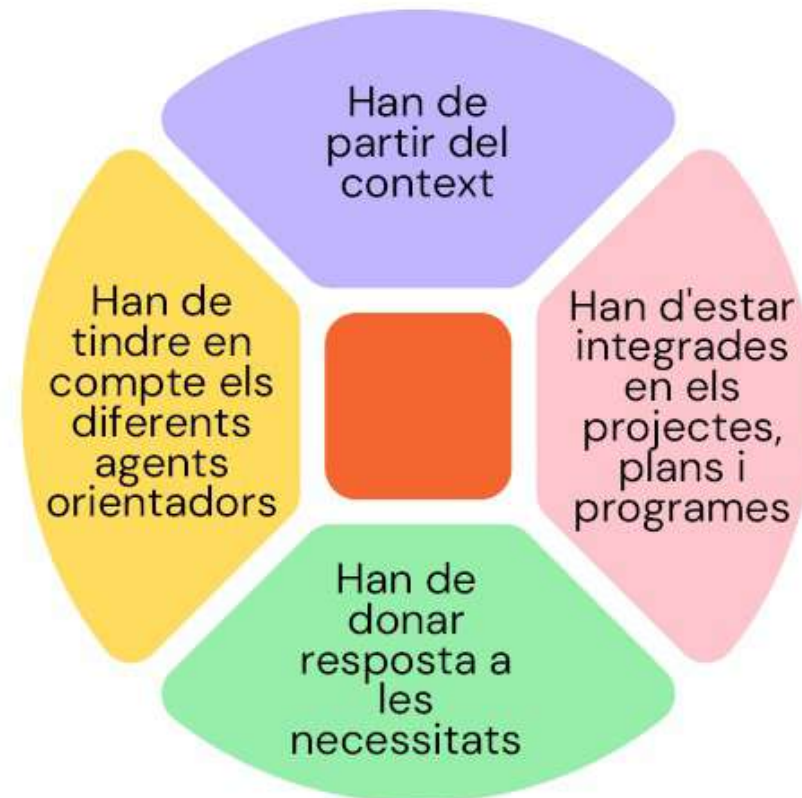 Han de
partir del
context
Han de
tindre en
compte els
diferents
agents
orientadors
Han d'estar
integrades
en els
projectes,
plans i
programes
Han de
donar
resposta a
les
necessitats